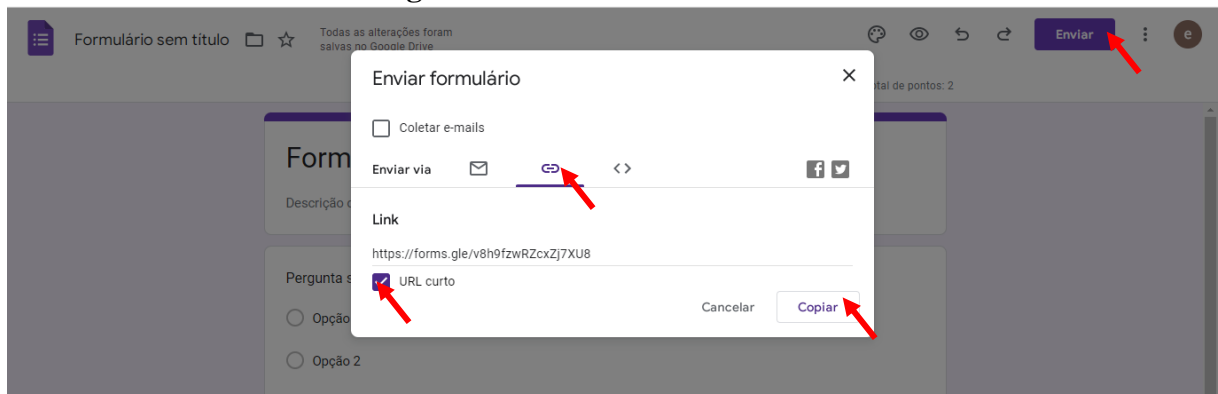 Formulário sem título
Todas as alterações foram
salvas no Google Drive
Enviar
e
Enviar formulário
tal de pontos: 2
Coletar e-mails
Form
Enviar via
Descrição
Link
https://forms.gle/v8h9fzwRZcxZj7XU8
Pergunta s
URL curto
Cancelar
Copiar
Opção
Opção 2